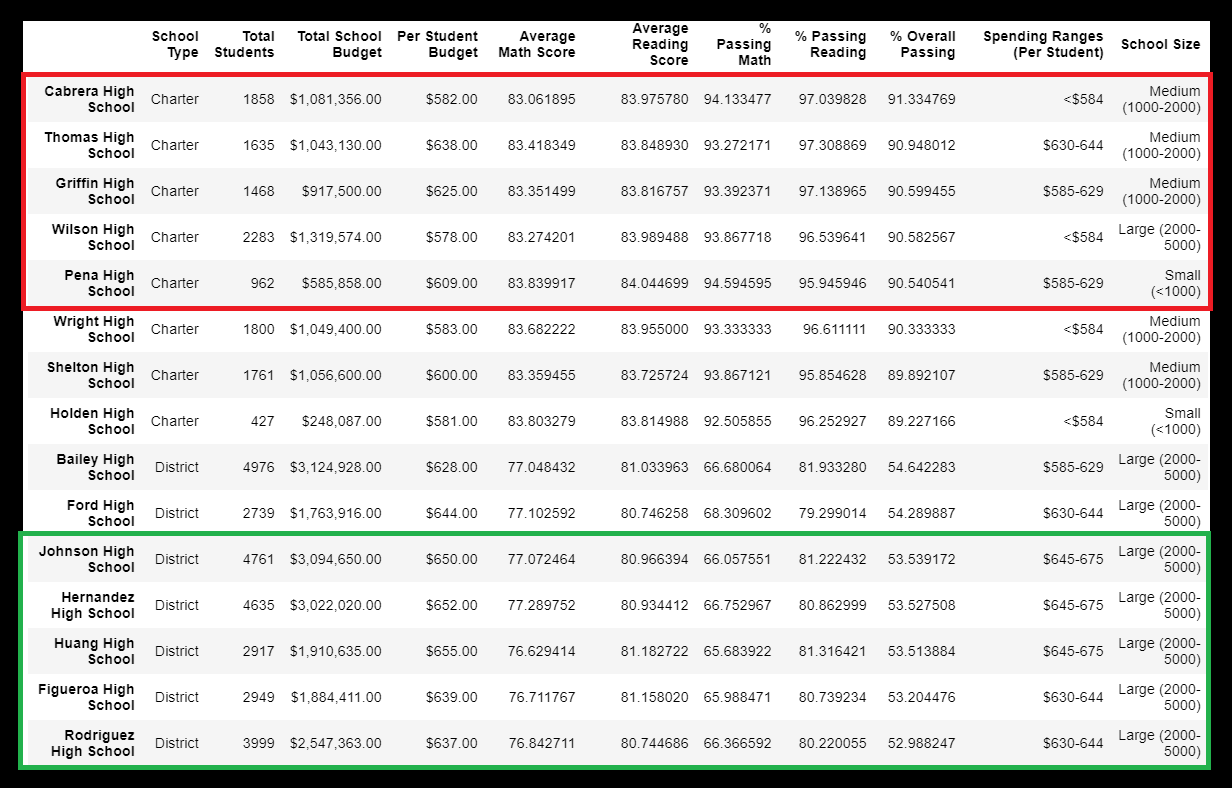 School Type Total Students Total School Budget Per Student Budget Average Math Score Average Reading Score % Passing Math % Passing Reading % Overall Passing Spending Ranges (Per Student) School Size
Cabrera High School Charter 1858 $1,081,356.00 $582.00 83.061895 83.975780 94.133477 97.039828 91.334769 <$584 Medium (1000-2000)
Thomas High School Charter 1635 $1,043,130.00 $638.00 83.418349 83.848930 93.272171 97.308869 90.948012 $630-644 Medium (1000-2000)
Griffin High School Charter 1468 $917,500.00 $625.00 83.351499 83.816757 93.392371 97.138965 90.599455 $585-629 Medium (1000-2000)
Wilson High School Charter 2283 $1,319,574.00 $578.00 83.274201 83.989488 93.867718 96.539641 90.582567 <$584 Large (2000-5000)
Pena High School Charter 962 $585,858.00 $609.00 83.839917 84.044699 94.594595 95.945946 90.540541 $585-629 Small (<1000)
Wright High School Charter 1800 $1,049,400.00 $583.00 83.682222 83.955000 93.333333 96.611111 90.333333 <$584 Medium (1000-2000)
Shelton High School Charter 1761 $1,056,600.00 $600.00 83.359455 83.725724 93.867121 95.854628 89.892107 $585-629 Medium (1000-2000)
Holden High School Charter 427 $248,087.00 $581.00 83.803279 83.814988 92.505855 96.252927 89.227166 <$584 Small (<1000)
Bailey High School District 4976 $3,124,928.00 $628.00 77.048432 81.033963 66.680064 81.933280 54.642283 $585-629 Large (2000-5000)
Ford High School District 2739 $1,763,916.00 $644.00 77.102592 80.746258 68.309602 79.299014 54.289887 $630-644 Large (2000-5000)
Johnson High School District 4761 $3,094,650.00 $650.00 77.072464 80.966394 66.057551 81.222432 53.539172 $645-675 Large (2000-5000)
Hernandez High School District 4635 $3,022,020.00 $652.00 77.289752 80.934412 66.752967 80.862999 53.527508 $645-675 Large (2000-5000)
Huang High School District 2917 $1,910,635.00 $655.00 76.629414 81.182722 65.683922 81.316421 53.513884 $645-675 Large (2000-5000)
Figueroa High School District 2949 $1,884,411.00 $639.00 76.711767 81.158020 65.988471 80.739234 53.204476 $630-644 Large (2000-5000)
Rodriguez High School District 3999 $2,547,363.00 $637.00 76.842711 80.744686 66.366592 80.220055 52.988247 $630-644 Large (2000-5000)